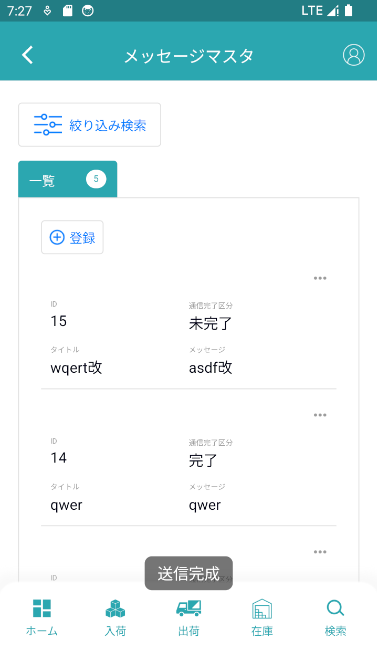 7:27 LTE
メッセージマスタ
絞り込み検索
一覧 5
登録
ID 通信完了区分
15 未完了
タイトル メッセージ
wqert改 asdf改
ID 通信完了区分
14 完了
タイトル メッセージ
qwer qwer
ID
送信完成
ホーム 入荷 出荷 在庫 検索